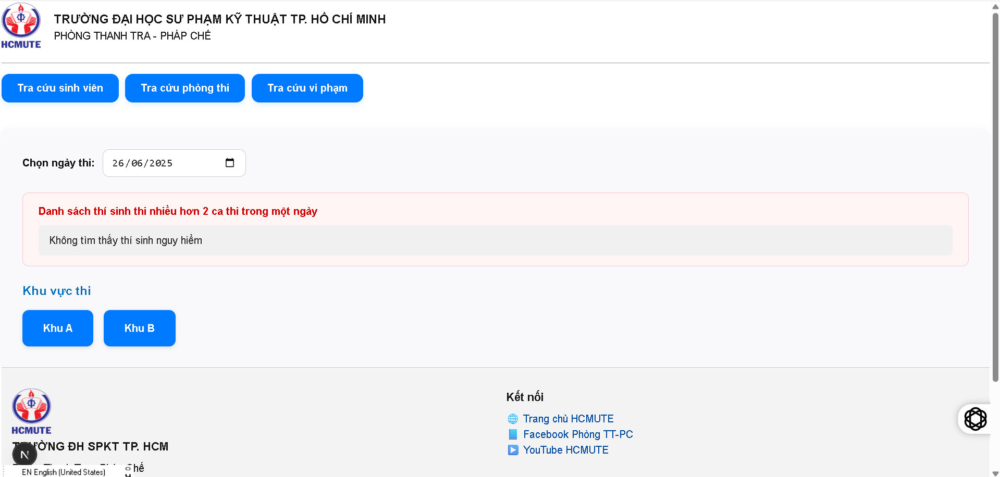 HCMUTE
TRƯỜNG ĐẠI HỌC SƯ PHẠM KỸ THUẬT TP. HỒ CHÍ MINH
PHÒNG THANH TRA - PHÁP CHẾ
Tra cứu sinh viên
Tra cứu phòng thi
Tra cứu vi phạm
Chọn ngày thi:
26/06/2025
Danh sách thí sinh thi nhiều hơn 2 ca thi trong một ngày
Không tìm thấy thí sinh nguy hiểm
Khu vực thi
Khu A
Khu B
HCMUTE
TRƯỜNG ĐH SPKT TP. HCM
N
EN English (United States)
Kết nối
Trang chủ HCMUTE
Facebook Phòng TT-PC
YouTube HCMUTE